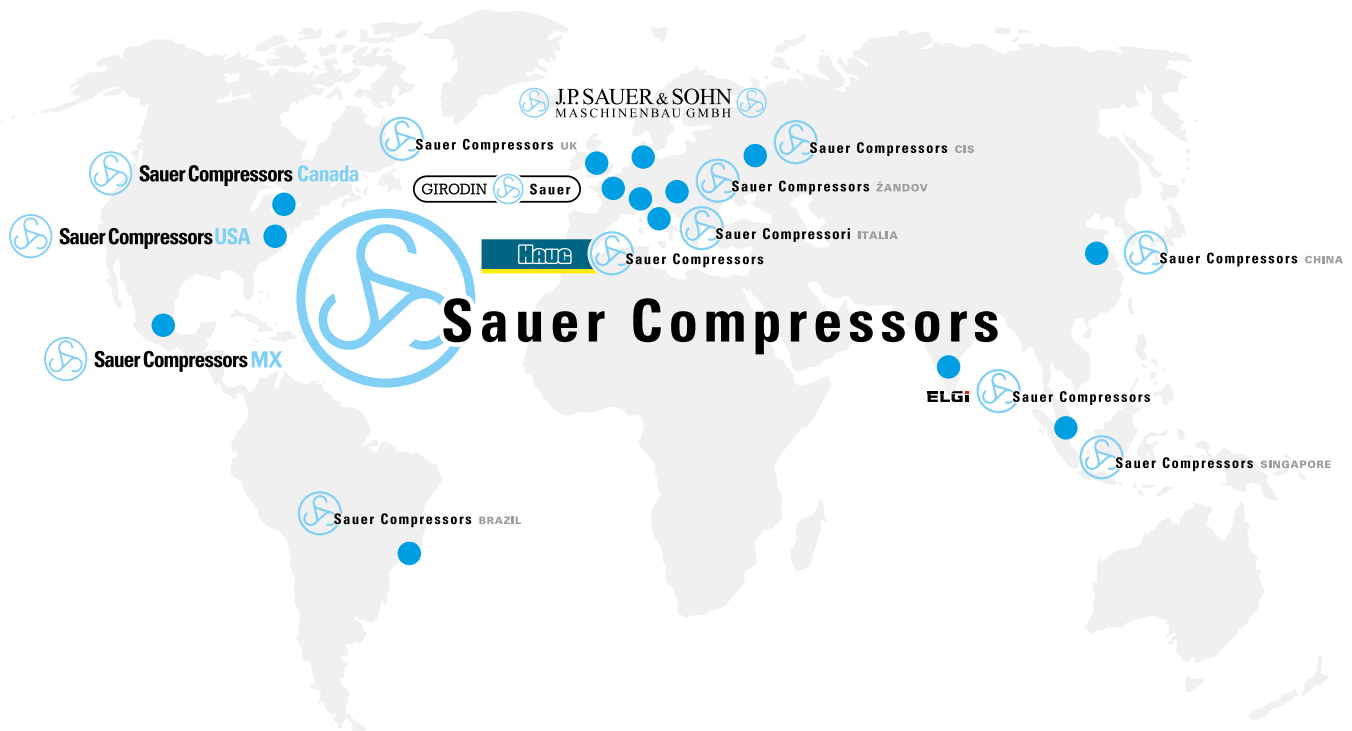 J.P. SAUER & SOHN
MASCHINENBAU GMBH
Sauer Compressors UK
Sauer Compressors CIS
Sauer Compressors Canada
GIRODIN Sauer
Sauer Compressors ŽANDOV
Sauer Compressors USA
Sauer Compressori ITALIA
HAUG Sauer Compressors
Sauer Compressors CHINA
Sauer Compressors
Sauer Compressors MX
ELGi Sauer Compressors
Sauer Compressors SINGAPORE
Sauer Compressors BRAZIL